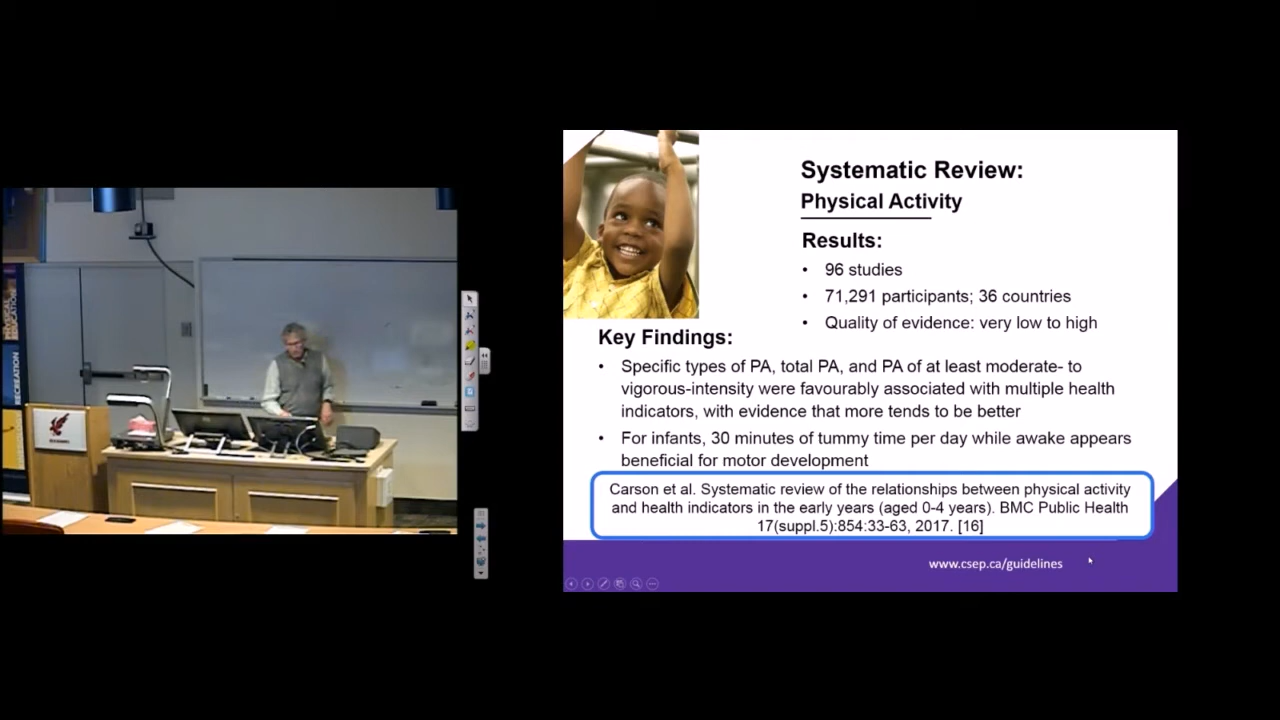 Systematic Review:
Physical Activity
Results:
• 96 studies
• 71,291 participants; 36 countries
• Quality of evidence: very low to high
Key Findings:
• Specific types of PA, total PA, and PA of at least moderate- to
vigorous-intensity were favourably associated with multiple health
indicators, with evidence that more tends to be better
• For infants, 30 minutes of tummy time per day while awake appears
beneficial for motor development
Carson et al. Systematic review of the relationships between physical activity
and health indicators in the early years (aged 0-4 years). BMC Public Health
17(suppl.5):854:33-63, 2017. [16]
www.csep.ca/guidelines
PHYSICAL
EDUCATION
RECREATION